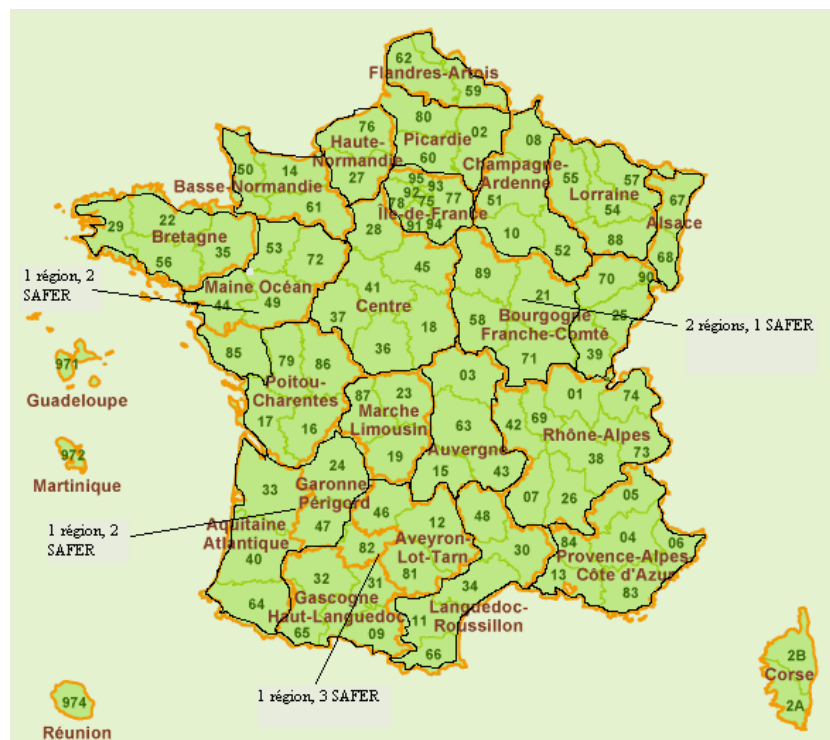 62
Flandres-Artois
59
80
76
02
08
Haute-
Normandie
Picardie
60
27
Champagne-
Ardenne
50
14
Basse-Normandie
61
95
92
93
78
75
77
Île-de-France
91
94
51
55
57
Lorraine
54
67
Alsace
88
68
10
52
29
22
Bretagne
35
56
53
72
28
45
41
Centre
37
18
36
89
21
Bourgogne
Franche-Comté
58
71
70
90
25
39
1 région, 2
SAFER
Maine Océan
44
49
2 régions, 1 SAFER
85
79
86
Poitou-
Charentes
17
16
971
Guadeloupe
972
Martinique
87
23
Marche
Limousin
19
03
63
Auvergne
15
43
01
74
42
69
Rhône-Alpes
38
73
07
26
24
33
Garonne
Périgord
47
Aquitaine
Atlantique
40
64
1 région, 2
SAFER
46
12
Aveyron-
Lot-Tarn
82
81
48
30
34
Languedoc-
Roussillon
11
66
05
84
04
06
Provence-Alpes
Côte d'Azur
13
83
32
31
Gascogne
Haut-Languedoc
65
09
1 région, 3 SAFER
2B
Corse
2A
974
Réunion